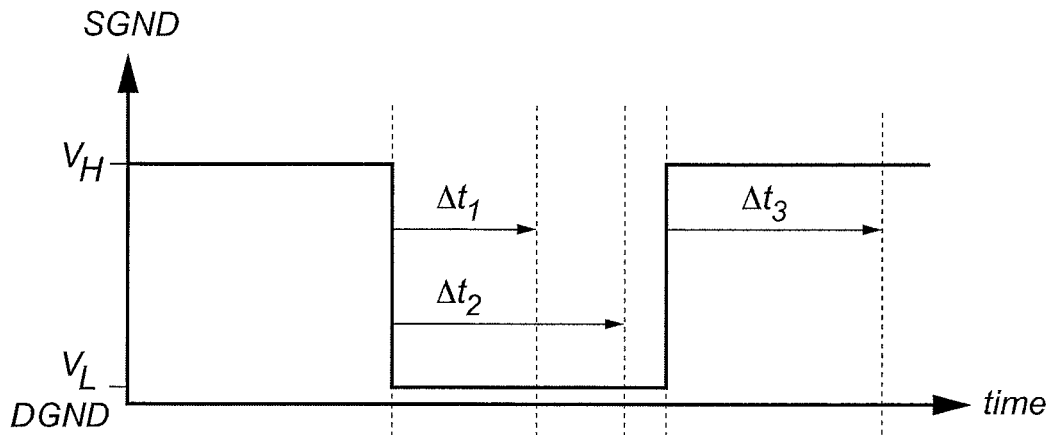 SGND
V_H
Δt_1
Δt_3
Δt_2
V_L
DGND
time